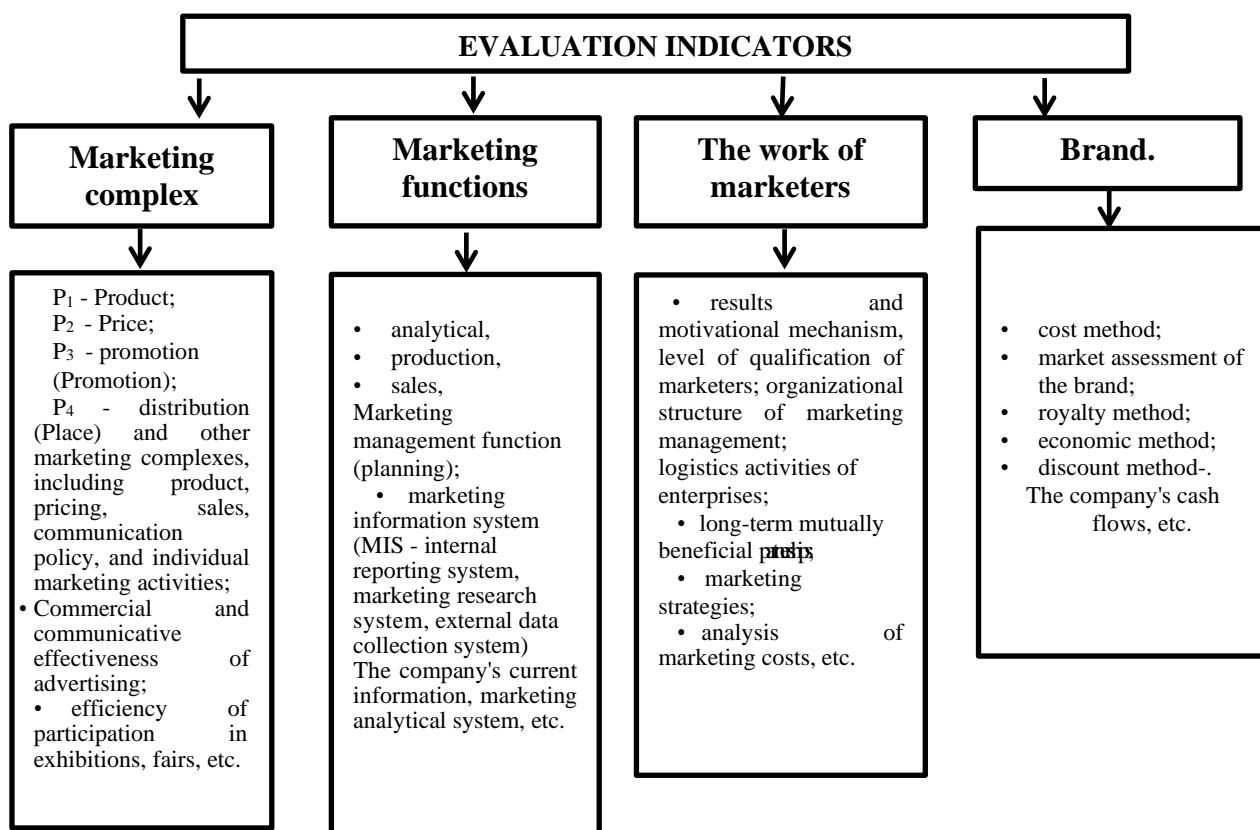 EVALUATION INDICATORS
Marketing
complex
Marketing
functions
The work of
marketers
Brand.
P1 - Product;
P2 - Price;
P3 - promotion
(Promotion);
P4 - distribution
(Place) and other
marketing complexes,
including product,
pricing, sales,
communication
policy, and individual
marketing activities;
• Commercial and
communicative
effectiveness of
advertising;
• efficiency of
participation in
exhibitions, fairs, etc.
• analytical,
• production,
• sales,
Marketing
management function
(planning);
• marketing
information system
(MIS - internal
reporting system,
marketing research
system, external data
collection system)
The company's current
information, marketing
analytical system, etc.
• results and
motivational mechanism,
level of qualification of
marketers; organizational
structure of marketing
management;
logistics activities of
enterprises;
• long-term mutually
beneficial
• marketing
strategies;
• analysis of
marketing costs, etc.
• cost method;
• market assessment of
the brand;
• royalty method;
• economic method;
• discount method-.
The company's cash
flows, etc.